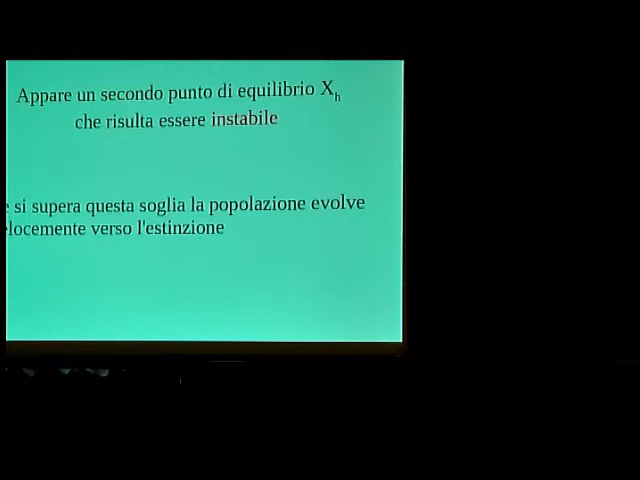 Appare un secondo punto di equilibrio Xh
che risulta essere instabile
e si supera questa soglia la popolazione evolve
elocemente verso l'estinzione